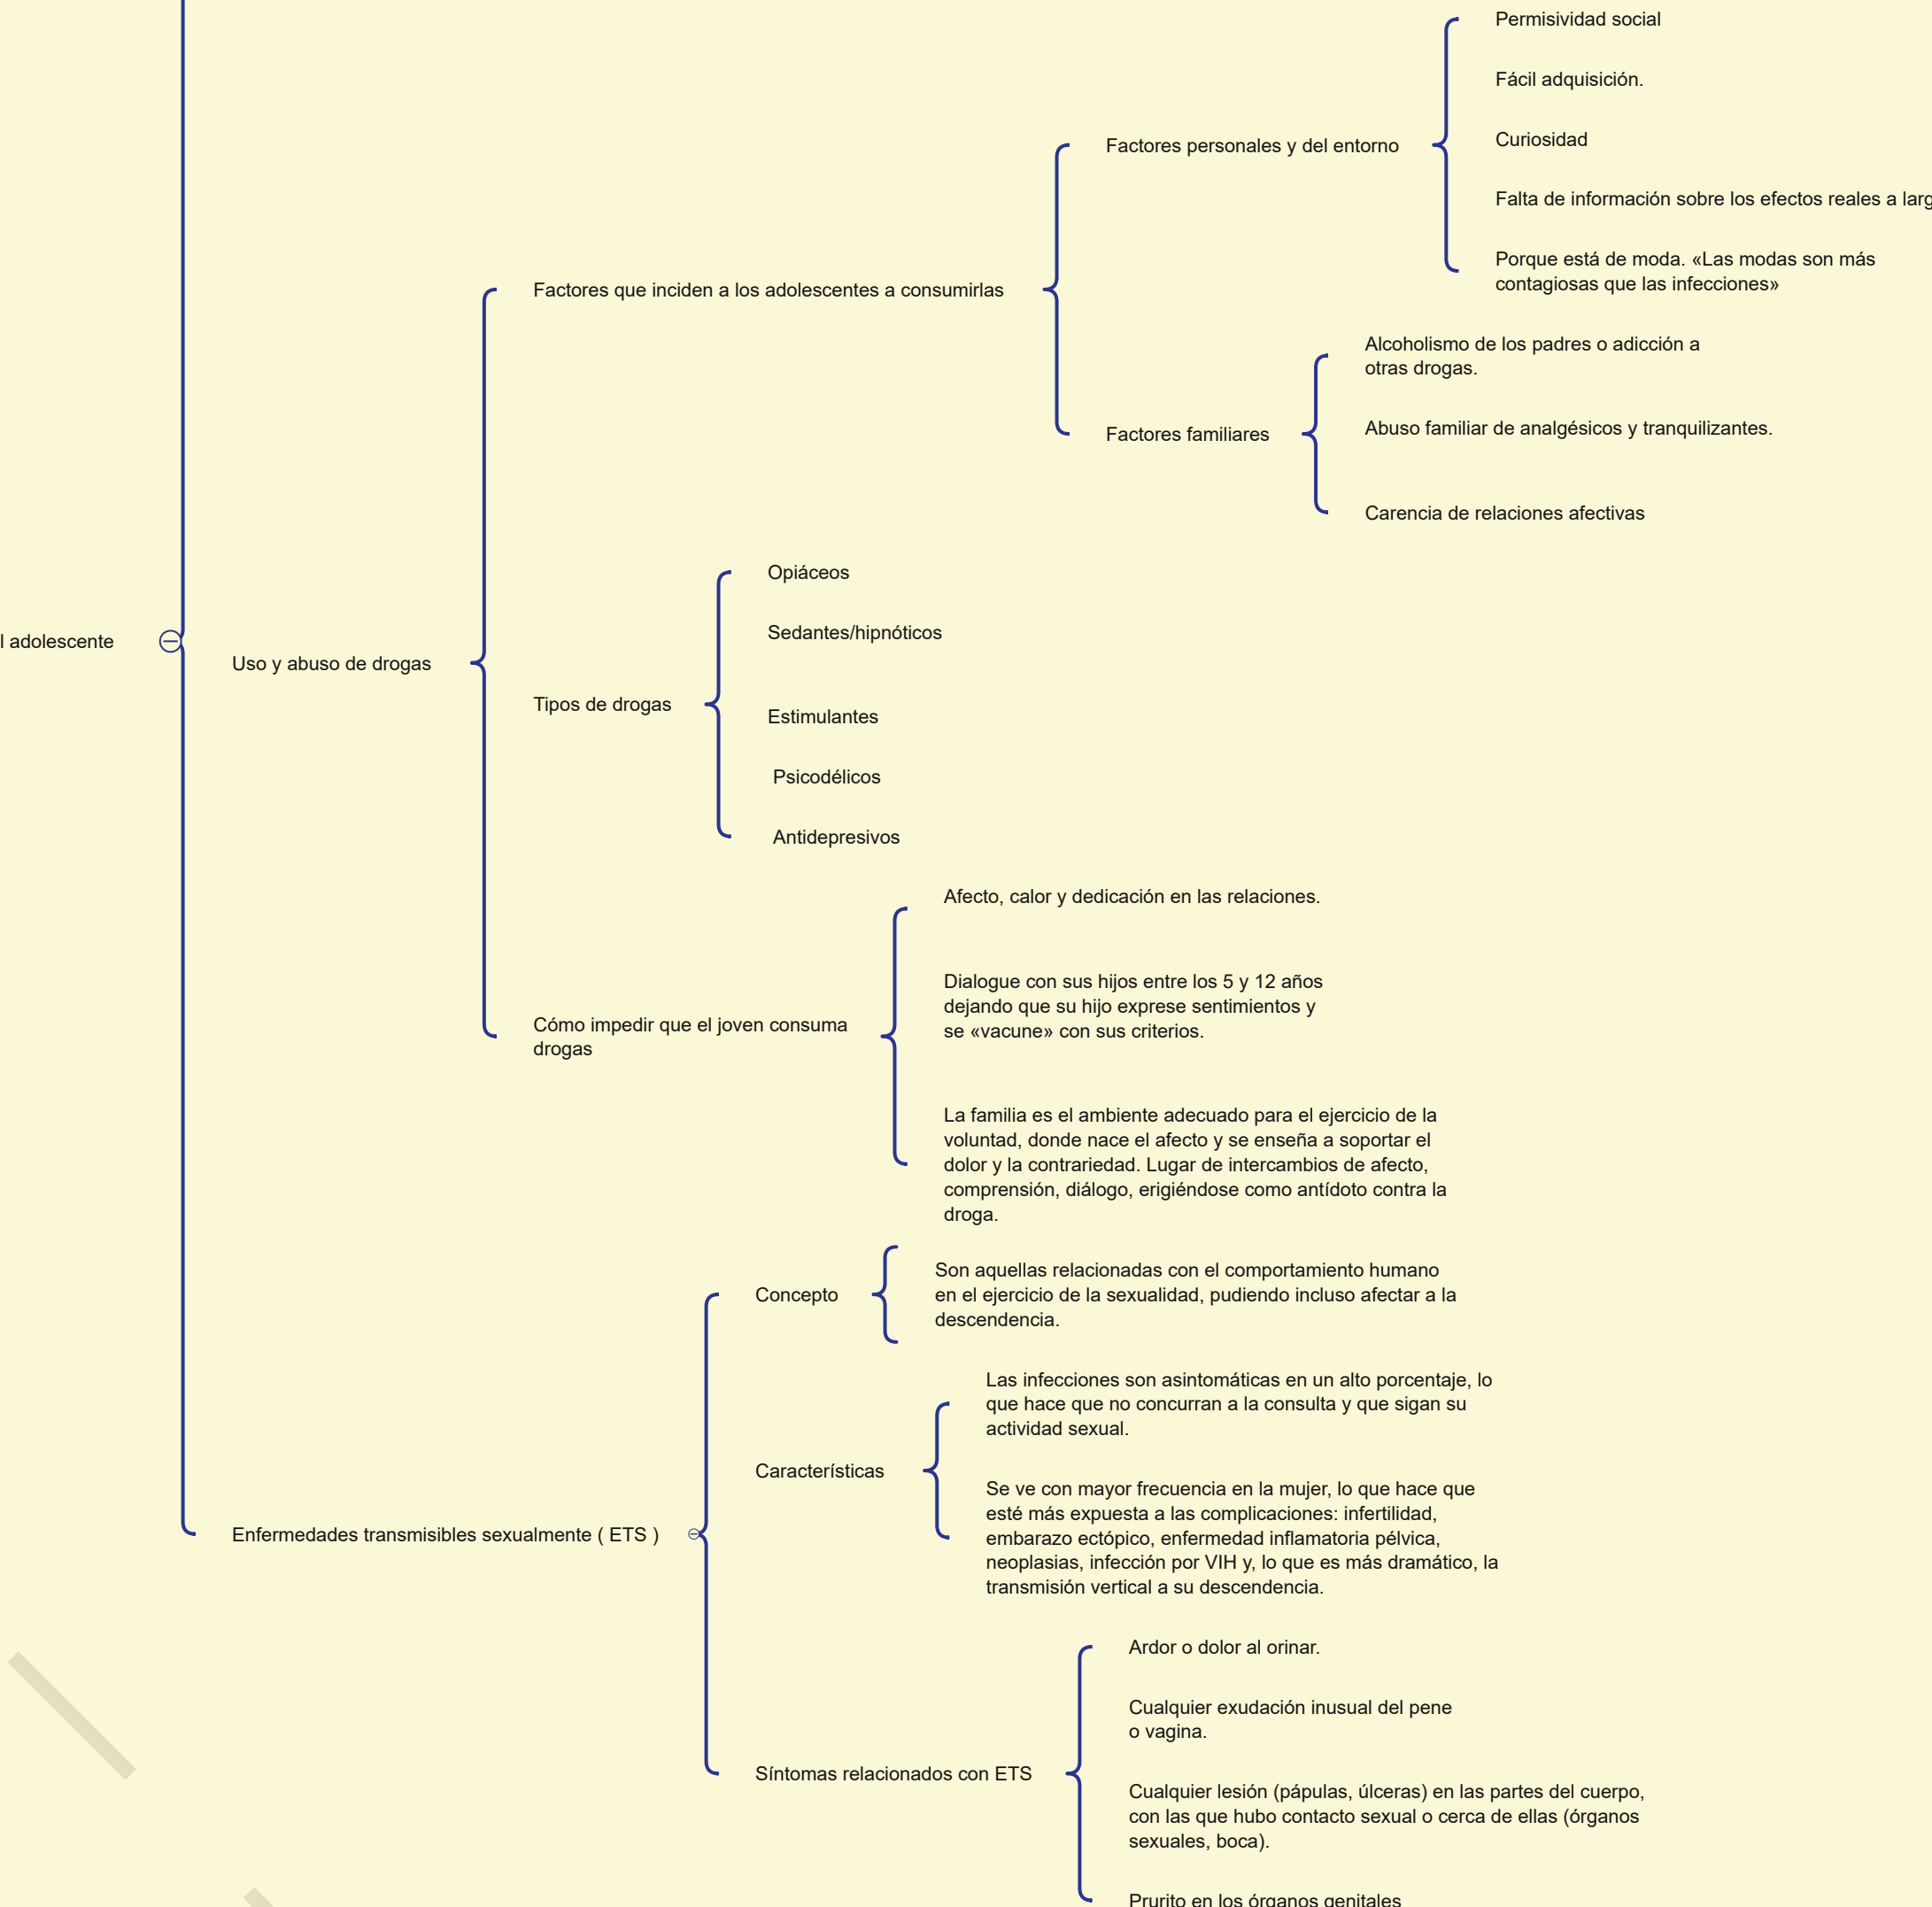 Permisividad social
Fácil adquisición.
Curiosidad
Falta de información sobre los efectos reales a
Porque está de moda. «Las modas son más
contagiosas que las infecciones»
Factores personales y del entorno
Factores que inciden a los adolescentes a consumirlas
Alcoholismo de los padres o adicción a
otras drogas.
Abuso familiar de analgésicos y tranquilizantes.
Carencia de relaciones afectivas
Factores familiares
l adolescente
Uso y abuso de drogas
Tipos de drogas
Opiáceos
Sedantes/hipnóticos
Estimulantes
Psicodélicos
Antidepresivos
Cómo impedir que el joven consuma
drogas
Afecto, calor y dedicación en las relaciones.
Dialogue con sus hijos entre los 5 y 12 años
dejando que su hijo exprese sentimientos y
se «vacune» con sus criterios.
La familia es el ambiente adecuado para el ejercicio de la
voluntad, donde nace el afecto y se enseña a soportar el
dolor y la contrariedad. Lugar de intercambios de afecto,
comprensión, diálogo, erigiéndose como antídoto contra la
droga.
Enfermedades transmisibles sexualmente ( ETS )
Concepto
Son aquellas relacionadas con el comportamiento humano
en el ejercicio de la sexualidad, pudiendo incluso afectar a la
descendencia.
Características
Las infecciones son asintomáticas en un alto porcentaje, lo
que hace que no concurran a la consulta y que sigan su
actividad sexual.
Se ve con mayor frecuencia en la mujer, lo que hace que
esté más expuesta a las complicaciones: infertilidad,
embarazo ectópico, enfermedad inflamatoria pélvica,
neoplasias, infección por VIH y, lo que es más dramático, la
transmisión vertical a su descendencia.
Síntomas relacionados con ETS
Ardor o dolor al orinar.
Cualquier exudación inusual del pene
o vagina.
Cualquier lesión (pápulas, úlceras) en las partes del cuerpo,
con las que hubo contacto sexual o cerca de ellas (órganos
sexuales, boca).
Prurito en los órganos genitales